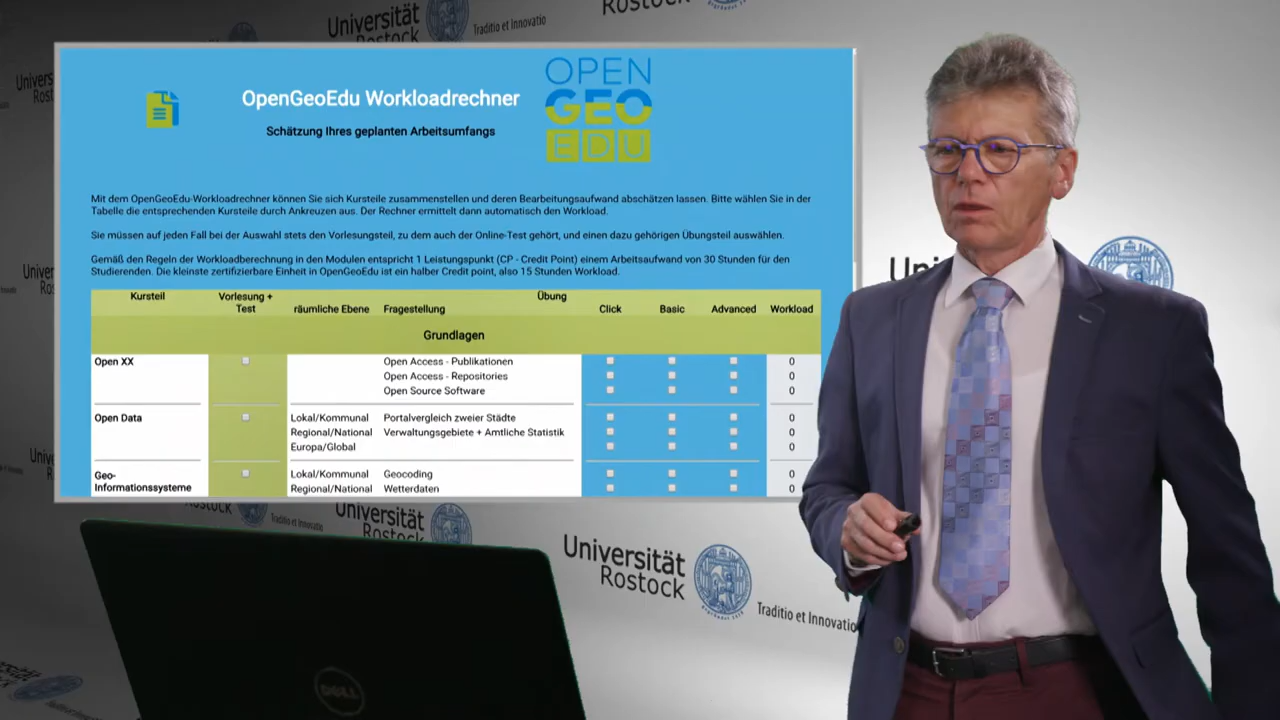 Universität
Rostock
Traditio et Innovatio
Rostock
OpenGeoEdu Workloadrechner
Schätzung Ihres geplanten Arbeitsumfangs
OPEN
GEO
EDU
Mit dem OpenGeoEdu-Workloadrechner können Sie sich Kursteile zusammenstellen und deren Bearbeitungsaufwand abschätzen lassen. Bitte wählen Sie in der
Tabelle die entsprechenden Kursteile durch Ankreuzen aus. Der Rechner ermittelt dann automatisch den Workload.
Sie müssen auf jeden Fall bei der Auswahl stets den Vorlesungsteil, zu dem auch der Online-Test gehört, und einen dazu gehörigen Übungsteil auswählen.
Gemäß den Regeln der Workloadberechnung in den Modulen entspricht 1 Leistungspunkt (CP - Credit Point) einem Arbeitsaufwand von 30 Stunden für den
Studierenden. Die kleinste zertifizierbare Einheit in OpenGeoEdu ist ein halber Credit point, also 15 Stunden Workload.
Kursteil Vorlesung + Übung
Test räumliche Ebene Fragestellung Click Basic Advanced Workload
Grundlagen
Open XX Open Access - Publikationen 0
Open Access - Repositories 0
Open Source Software 0
Open Data Lokal/Kommunal Portalvergleich zweier Städte 0
Regional/National Verwaltungsgebiete + Amtliche Statistik 0
Europa/Global 0
Geo- Lokal/Kommunal Geocoding 0
Informationssysteme Regional/National Wetterdaten 0
Universität
Rostock
Traditio et Innovatio
Universität
Rostock
Traditio et Innovatio
DELL